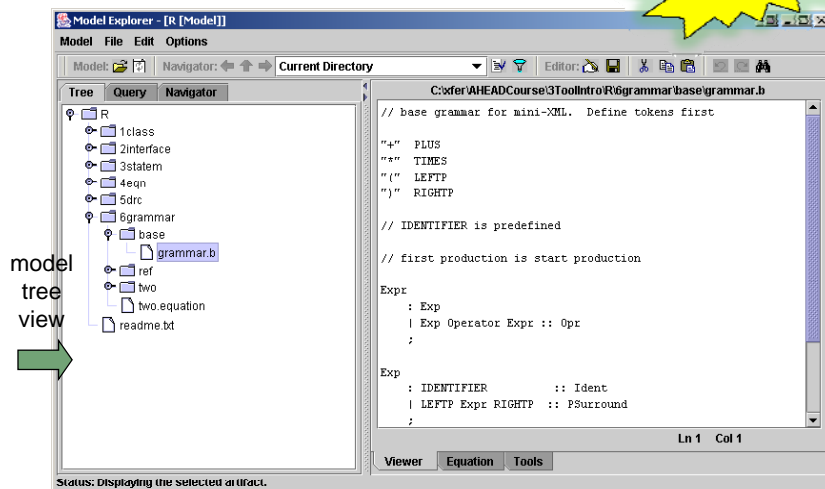 Model Explorer - [R [Model]]
Model File Edit Options
Model: Navigator: Current Directory Editor:
Tree Query Navigator
R
1class
2interface
3statem
4eqn
5drc
6grammar
base
grammar.b
ref
two
two.equation
readme.txt
model
tree
view
C:\xfer\AHEADCourse\3ToolIntro\R\6grammar\base\grammar.b
// base grammar for mini-XML. Define tokens first
"+" PLUS
"*" TIMES
"(" LEFTP
")" RIGHTP
// IDENTIFIER is predefined
// first production is start production
Expr
: Exp
| Exp Operator Expr :: Opr
;
Exp
: IDENTIFIER :: Ident
| LEFTP Expr RIGHTP :: PSurround
;
Ln 1 Col 1
Viewer Equation Tools
Status: Displaying the selected artifact.